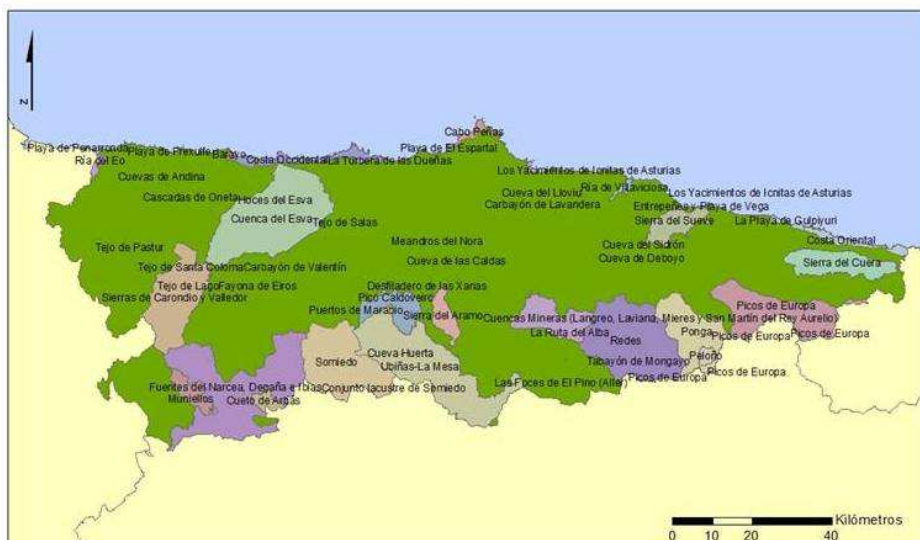 N
Cabo Peñas
Playa de Penarronda
Playa de Frexulfe
Barayo
Costa Occidental
La Turbera de las Dueñas
Playa de El Espartal
Ría del Eo
Los Yacimientos de Icnitas de Asturias
Cuevas de Andina
Cascadas de Oneta
Hoces del Esva
Cueva del Lloviu
Ría de Villaviciosa
Los Yacimientos de Icnitas de Asturias
Carbayón de Lavandera
Entrepeñes y Playa de Vega
Cuenca del Esva
Tejo de Salas
Sierra del Sueve
La Playa de Gulpiyuri
Tejo de Pastur
Meandros del Nora
Cueva del Sidrón
Costa Oriental
Cueva de las Caldas
Cueva de Deboyo
Sierra del Cuera
Tejo de Santa Coloma
Carbayón de Valentín
Tejo de Lago
Fayona de Eiros
Desfiladero de las Xanas
Sierras de Carondio y Valledor
Pico Caldoveiro
Picos de Europa
Puertos de Marabio
Sierra del Aramo
Cuencas Mineras (Langreo, Laviana, Mieres y San Martín del Rey Aurelio)
La Ruta del Alba
Ponga
Picos de Europa
Picos de Europa
Redes
Somiedo
Cueva Huerta
Ubiñas-La Mesa
Tabayón de Mongayo
Peloño
Picos de Europa
Picos de Europa
Fuentes del Narcea, Degaña e Ibias
Conjunto lacustre de Somiedo
Las Foces de El Pino (Aller)
Muniellos
Cueto de Arbás
Kilómetros
0 10 20 40